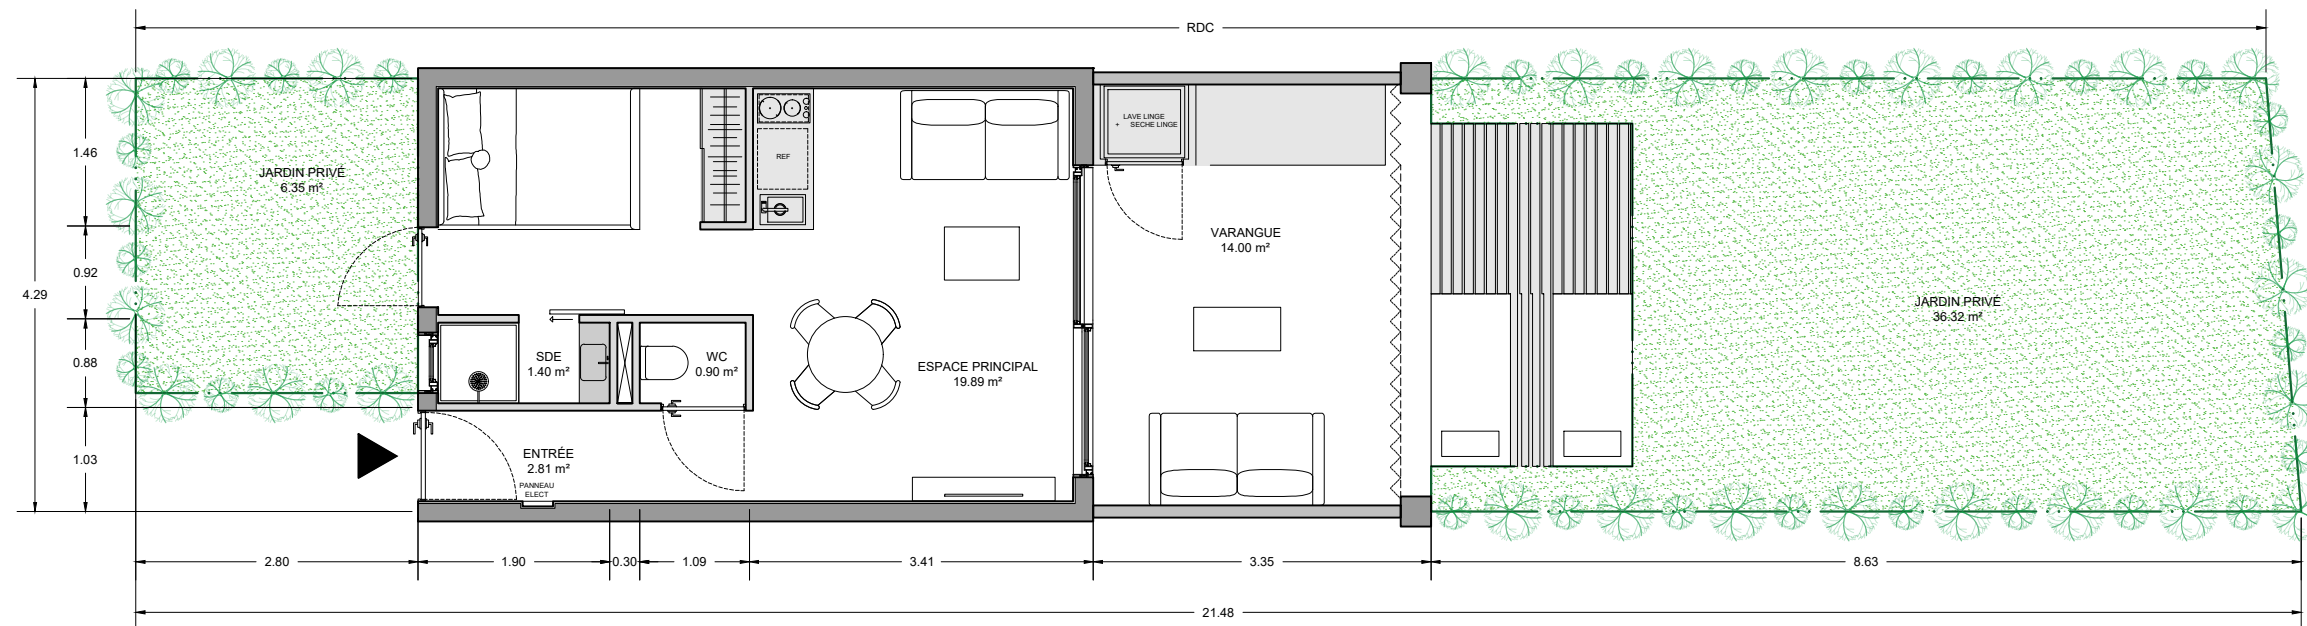 RDC
1.46
0.92
4.29
0.88
1.03
JARDIN PRIVÉ
6.35 m²
REF
LAVE LINGE
+ SECHE LINGE
VARANGUE
14.00 m²
JARDIN PRIVÉ
36.32 m²
SDE
1.40 m²
WC
0.90 m²
ESPACE PRINCIPAL
19.89 m²
ENTRÉE
2.81 m²
PANNEAU
ELECT
2.80
1.90
0.30
1.09
3.41
3.35
8.63
21.48